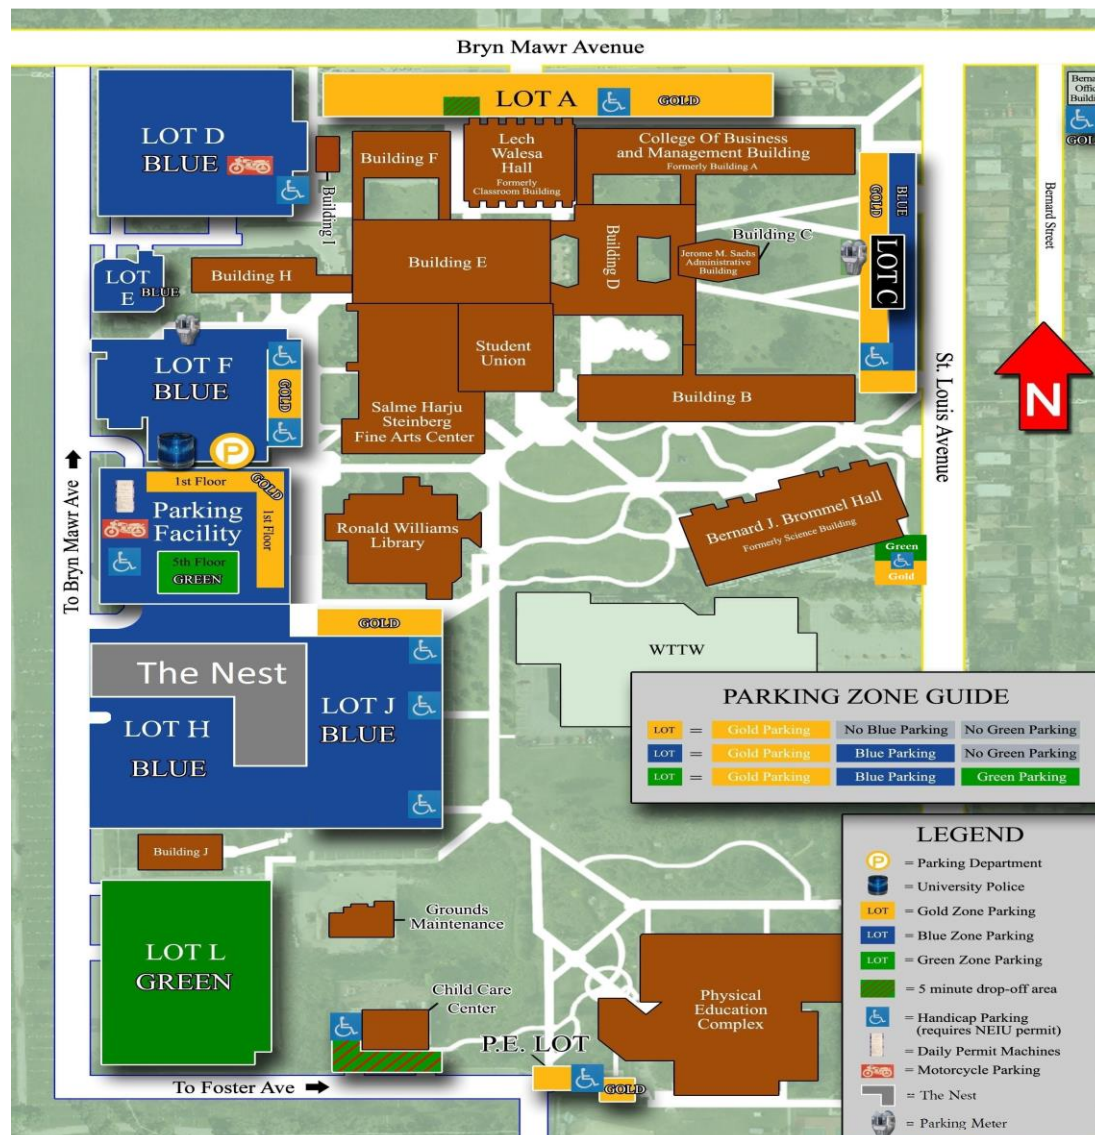 Bryn Mawr Avenue
LOT D
BLUE
LOT A
GOLD
Building F
Building I
Lech
Walesa
Hall
Formerly
Classroom Building
College Of Business
and Management Building
Formerly Building A
GOLD
BLUE
LOT C
Office
GOL
Bernard Street
LOT
E
BLUE
Building H
Building E
Building D
Building C
Jerome M. Sachs
Administrative
Building
LOT F
BLUE
GOLD
Student
Union
Salme Harju
Steinberg
Fine Arts Center
Building B
St. Louis Avenue
N
To Bryn Mawr Ave
P
1st Floor
GOLD
1st Floor
Parking
Facility
5th Floor
GREEN
Ronald Williams
Library
Bernard J. Brommel Hall
Formerly Science Building
Green
Gold
GOLD
The Nest
LOT J
BLUE
LOT H
BLUE
WTTW
PARKING ZONE GUIDE
LOT = Gold Parking No Blue Parking No Green Parking
LOT = Gold Parking Blue Parking No Green Parking
LOT = Gold Parking Blue Parking Green Parking
Building J
LOT L
GREEN
Grounds
Maintenance
Child Care
Center
P.E. LOT
GOLD
Physical
Education
Complex
To Foster Ave
LEGEND
P = Parking Department
= University Police
LOT = Gold Zone Parking
LOT = Blue Zone Parking
LOT = Green Zone Parking
= 5 minute drop-off area
= Handicap Parking
(requires NEIU permit)
= Daily Permit Machines
= Motorcycle Parking
= The Nest
= Parking Meter